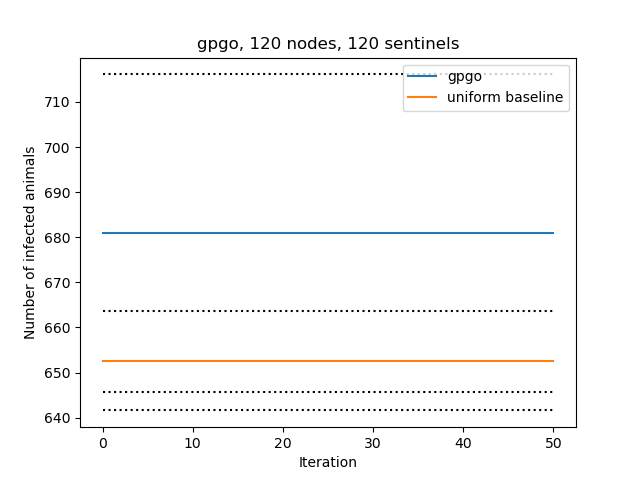 gpgo, 120 nodes, 120 sentinels
gpgo
uniform baseline
Number of infected animals
710
700
690
680
670
660
650
640
0 10 20 30 40 50
Iteration